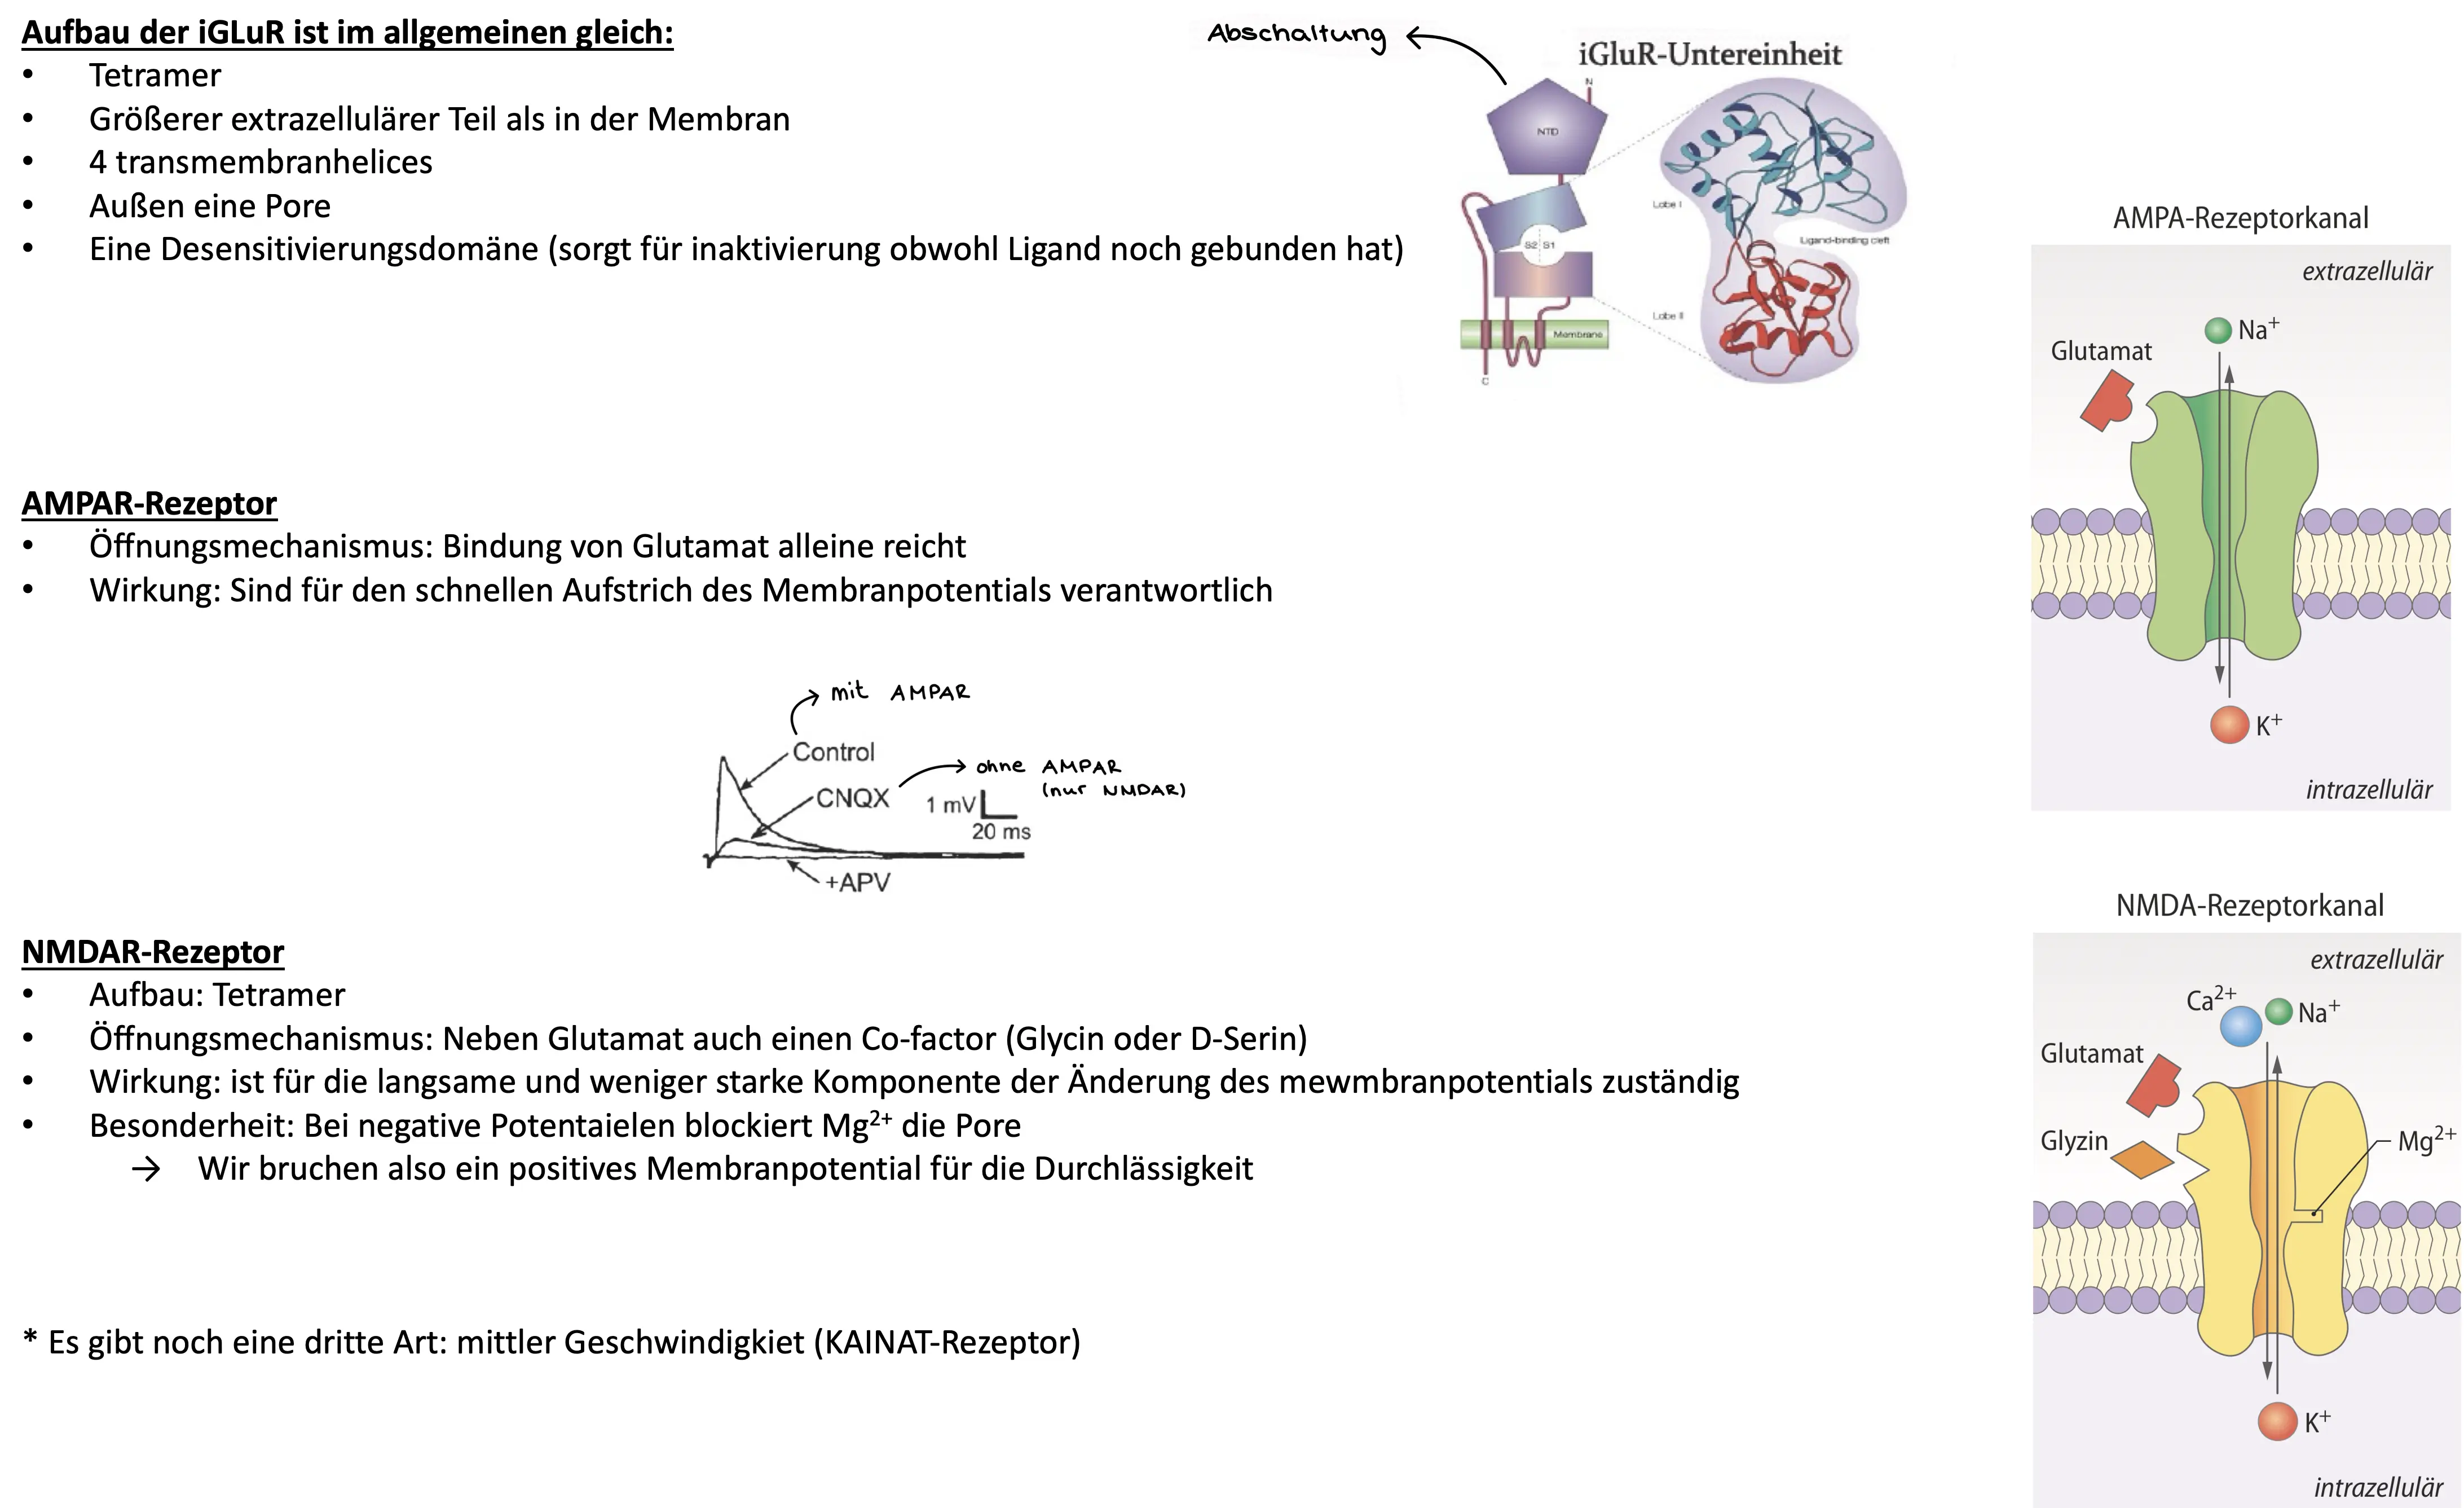 Aufbau der iGLuR ist im allgemeinen gleich:
• Tetramer
• Größerer extrazellulärer Teil als in der Membran
• 4 transmembranhelices
• Außen eine Pore
• Eine Desensitivierungsdomäne (sorgt für inaktivierung obwohl Ligand noch gebunden hat)
Abschaltung
iGluR-Untereinheit
N
NTD
Lobe I
S2 S1
Ligand-binding cleft
Lobe II
Membrane
C
AMPA-Rezeptorkanal
extrazellulär
Na⁺
Glutamat
K⁺
intrazellulär
AMPAR-Rezeptor
• Öffnungsmechanismus: Bindung von Glutamat alleine reicht
• Wirkung: Sind für den schnellen Aufstrich des Membranpotentials verantwortlich
mit AMPAR
Control
CNQX
ohne AMPAR
(nur NMDAR)
1 mV
20 ms
+APV
NMDAR-Rezeptor
• Aufbau: Tetramer
• Öffnungsmechanismus: Neben Glutamat auch einen Co-factor (Glycin oder D-Serin)
• Wirkung: ist für die langsame und weniger starke Komponente der Änderung des mewmbranpotentials zuständig
• Besonderheit: Bei negative Potentaielen blockiert Mg²⁺ die Pore
→ Wir bruchen also ein positives Membranpotential für die Durchlässigkeit
NMDA-Rezeptorkanal
extrazellulär
Ca²⁺
Na⁺
Glutamat
Glyzin
Mg²⁺
K⁺
intrazellulär
* Es gibt noch eine dritte Art: mittler Geschwindigkiet (KAINAT-Rezeptor)